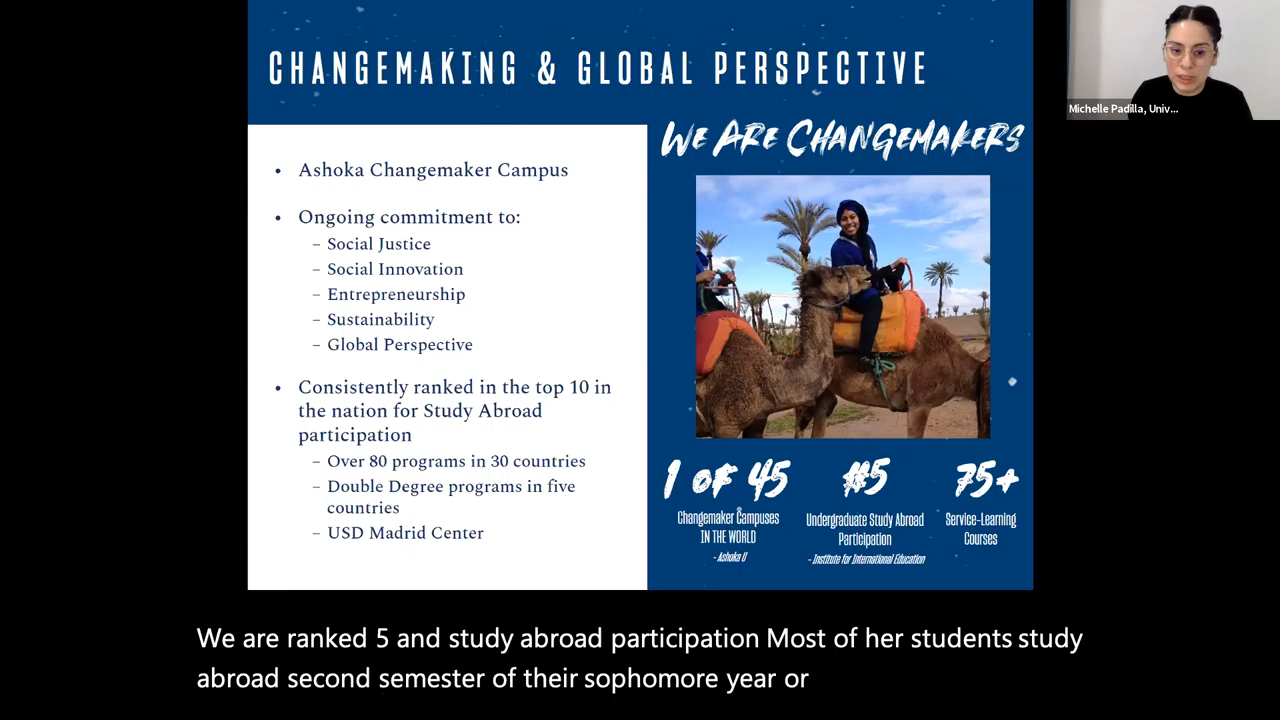 CHANGEMAKING & GLOBAL PERSPECTIVE
Michelle Padilla, Univ...
WE ARE CHANGEMAKERS
• Ashoka Changemaker Campus
• Ongoing commitment to:
– Social Justice
– Social Innovation
– Entrepreneurship
– Sustainability
– Global Perspective
• Consistently ranked in the top 10 in
the nation for Study Abroad
participation
– Over 80 programs in 30 countries
– Double Degree programs in five
countries
– USD Madrid Center
1 OF 45
Changemaker Campuses
IN THE WORLD
- Ashoka U
#5
Undergraduate Study Abroad
Participation
- Institute for International Education
75+
Service-Learning
Courses
We are ranked 5 and study abroad participation Most of her students study
abroad second semester of their sophomore year or